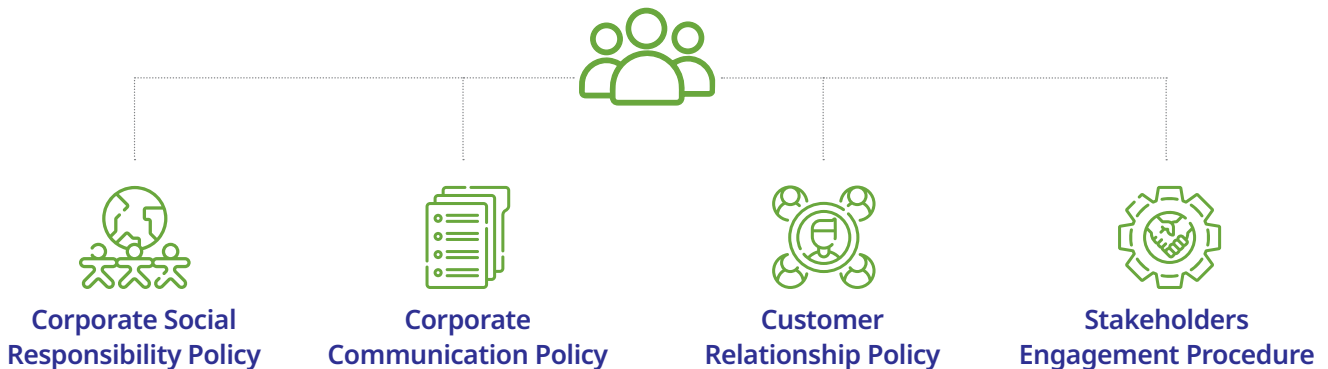 Corporate Social
Responsibility Policy
Corporate
Communication Policy
Customer
Relationship Policy
Stakeholders
Engagement Procedure